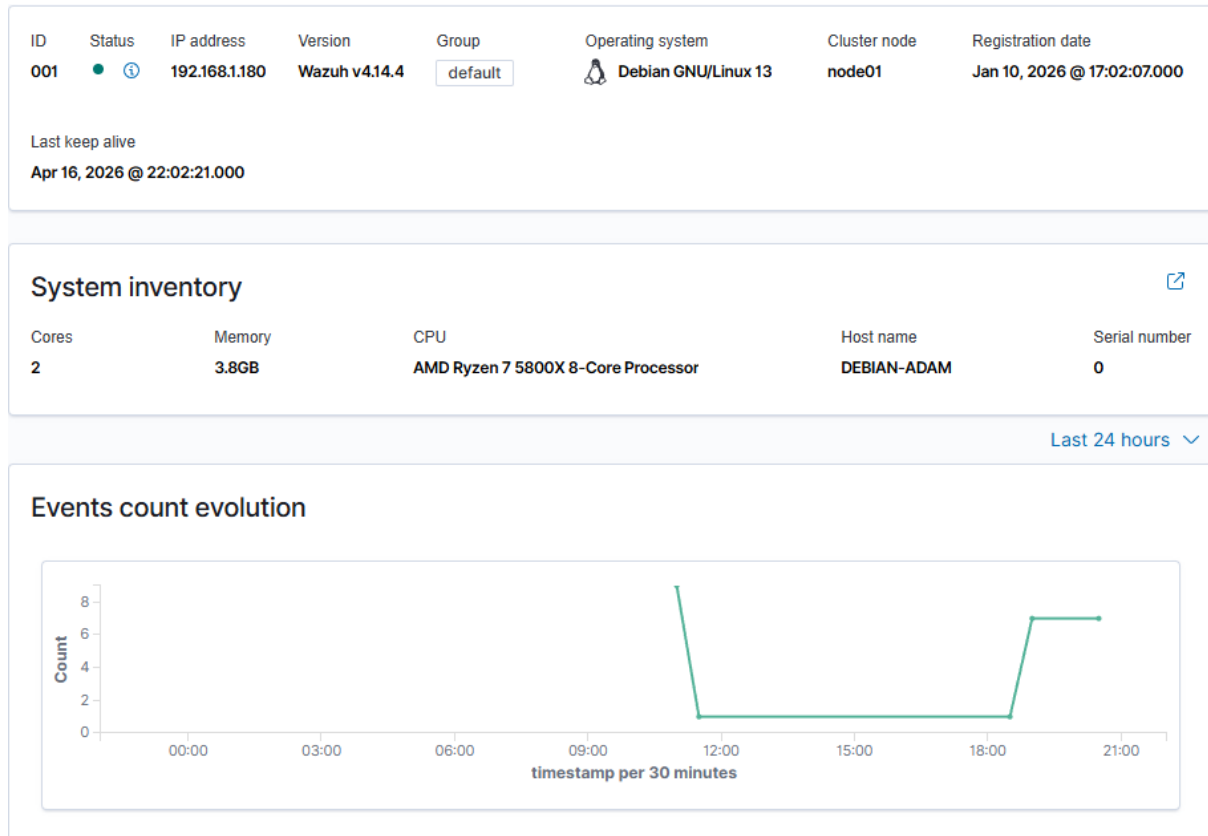 ID Status IP address Version Group Operating system Cluster node Registration date
001 192.168.1.180 Wazuh v4.14.4 default Debian GNU/Linux 13 node01 Jan 10, 2026 @ 17:02:07.000
Last keep alive
Apr 16, 2026 @ 22:02:21.000
System inventory
Cores Memory CPU Host name Serial number
2 3.8GB AMD Ryzen 7 5800X 8-Core Processor DEBIAN-ADAM 0
Last 24 hours
Events count evolution
Count
8
6
4
2
0
00:00 03:00 06:00 09:00 12:00 15:00 18:00 21:00
timestamp per 30 minutes